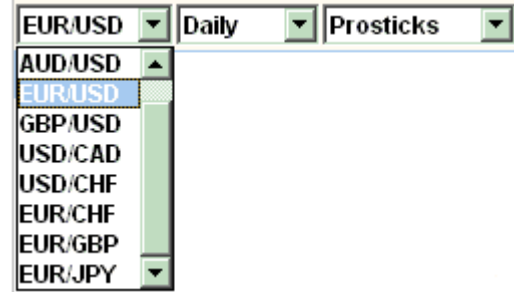 EUR/USD Daily Prosticks
AUD/USD
EUR/USD
GBP/USD
USD/CAD
USD/CHF
EUR/CHF
EUR/GBP
EUR/JPY